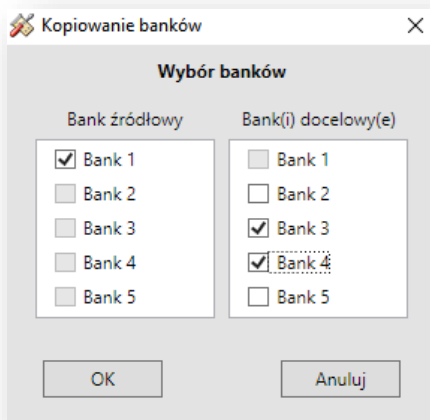 Kopiowanie banków
Wybór banków
Bank źródłowy
Bank 1
Bank 2
Bank 3
Bank 4
Bank 5
Bank(i) docelowy(e)
Bank 1
Bank 2
Bank 3
Bank 4
Bank 5
OK
Anuluj